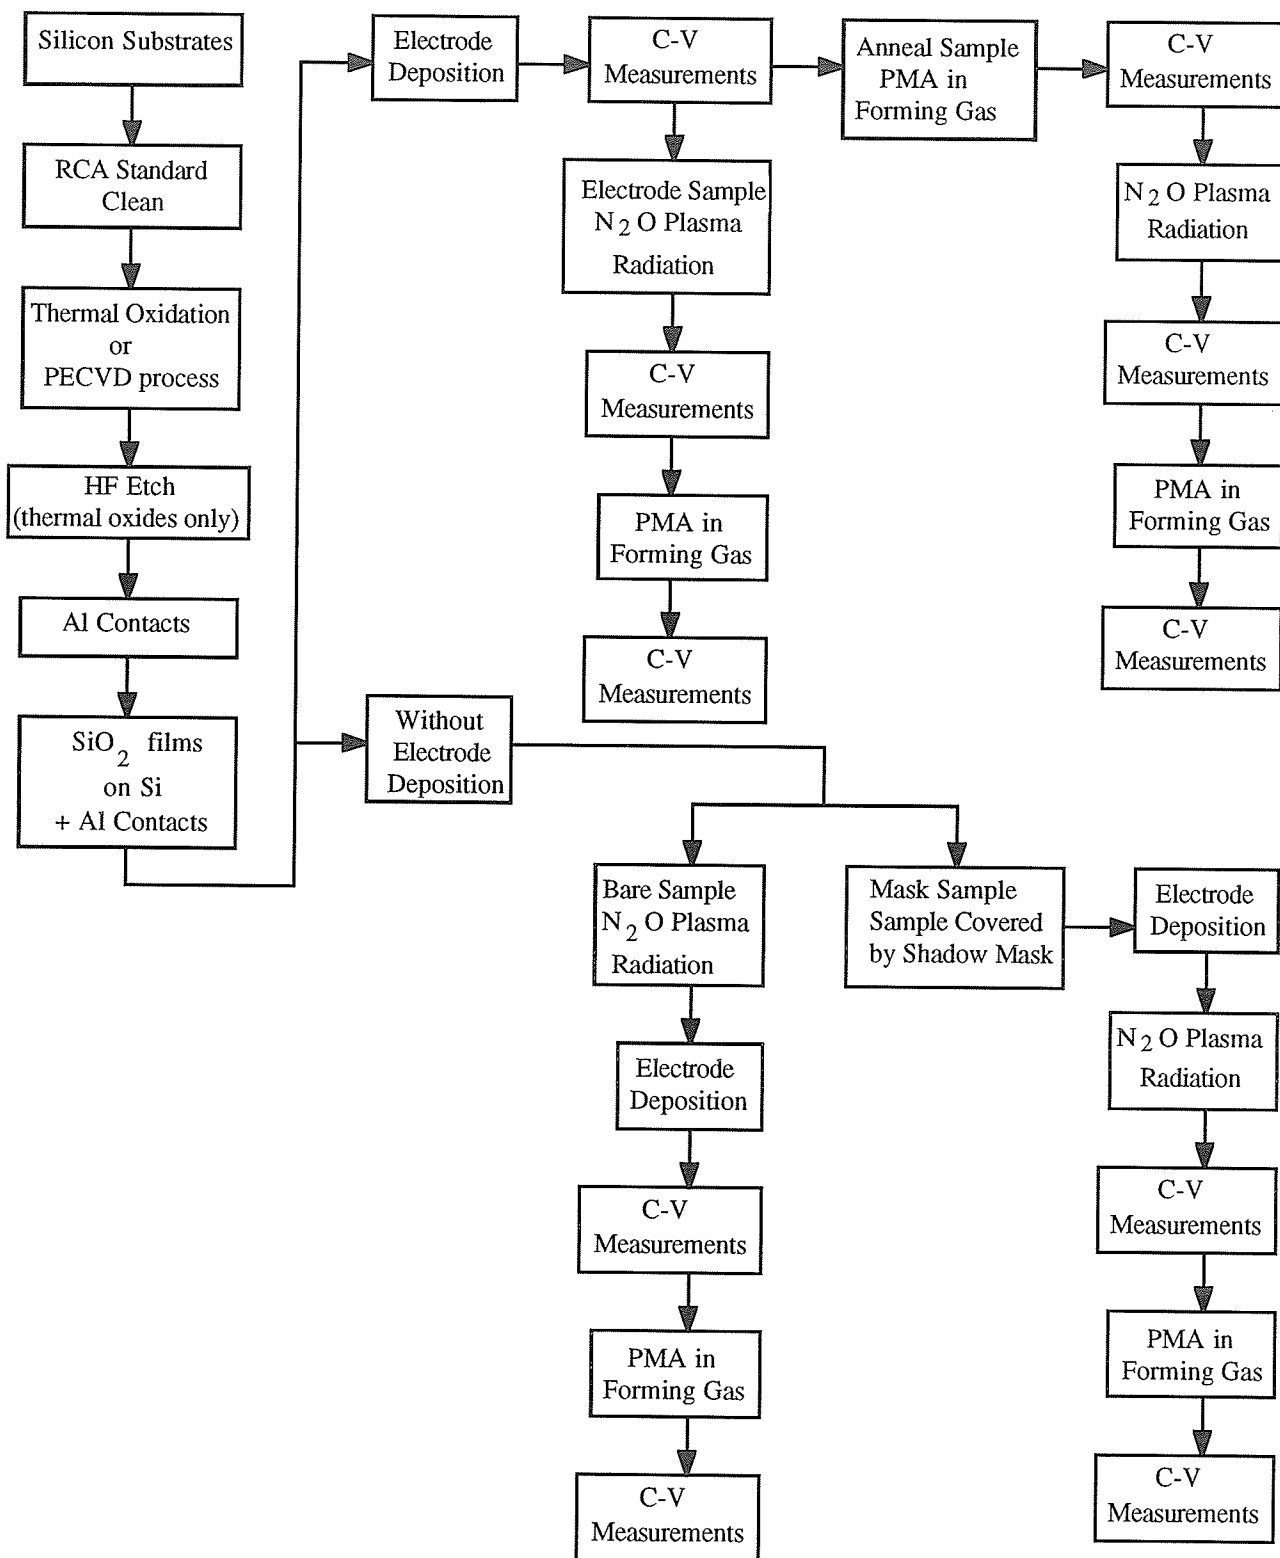 Silicon Substrates
RCA Standard
Clean
Thermal Oxidation
or
PECVD process
HF Etch
(thermal oxides only)
Al Contacts
SiO2 films
on Si
+ Al Contacts
Electrode
Deposition
C-V
Measurements
Anneal Sample
PMA in
Forming Gas
C-V
Measurements
Electrode Sample
N2O Plasma
Radiation
C-V
Measurements
PMA in
Forming Gas
C-V
Measurements
N2O Plasma
Radiation
C-V
Measurements
PMA in
Forming Gas
C-V
Measurements
Without
Electrode
Deposition
Bare Sample
N2O Plasma
Radiation
Electrode
Deposition
C-V
Measurements
PMA in
Forming Gas
C-V
Measurements
Mask Sample
Sample Covered
by Shadow Mask
Electrode
Deposition
N2O Plasma
Radiation
C-V
Measurements
PMA in
Forming Gas
C-V
Measurements